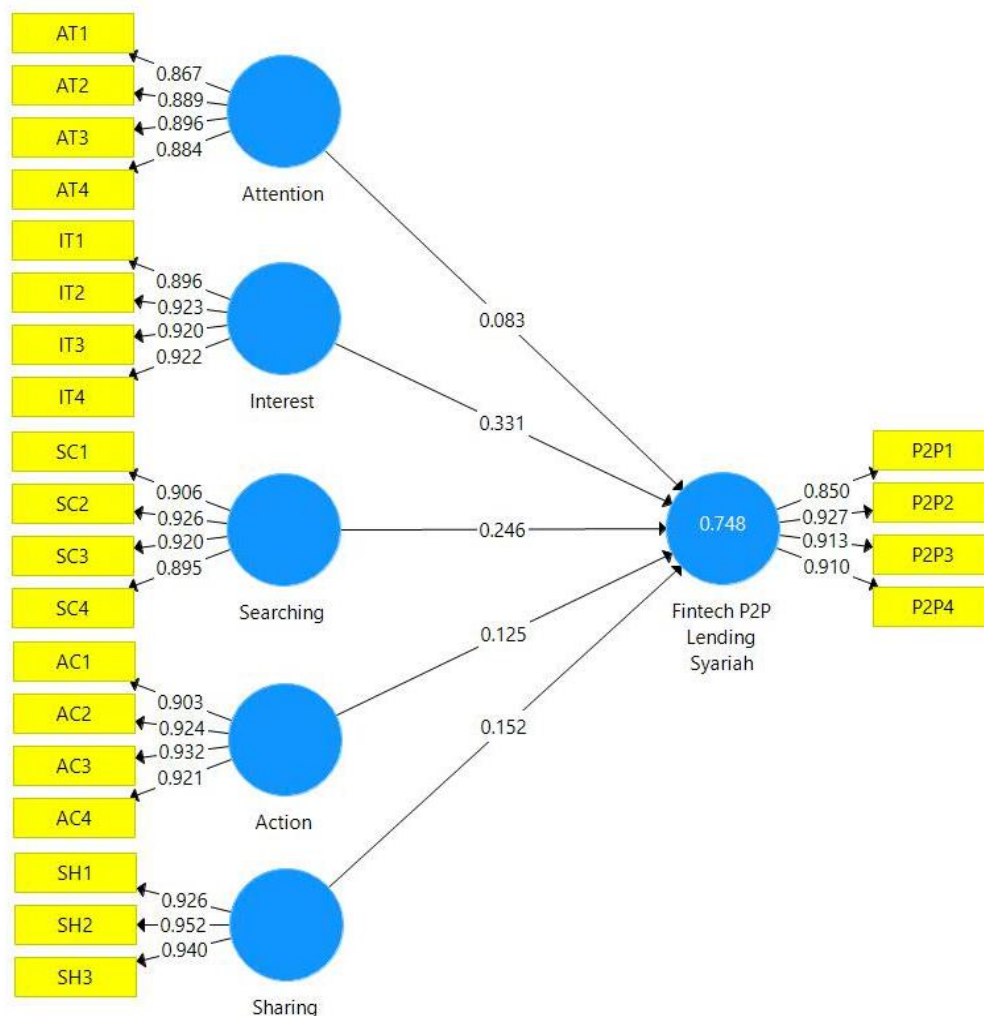 AT1
AT2
AT3
AT4
0.867
0.889
0.896
0.884
Attention
IT1
IT2
IT3
IT4
0.896
0.923
0.920
0.922
Interest
SC1
SC2
SC3
SC4
0.906
0.926
0.920
0.895
Searching
AC1
AC2
AC3
AC4
0.903
0.924
0.932
0.921
Action
SH1
SH2
SH3
0.926
0.952
0.940
Sharing
0.083
0.331
0.246
0.125
0.152
0.748
Fintech P2P
Lending
Syariah
0.850
0.927
0.913
0.910
P2P1
P2P2
P2P3
P2P4